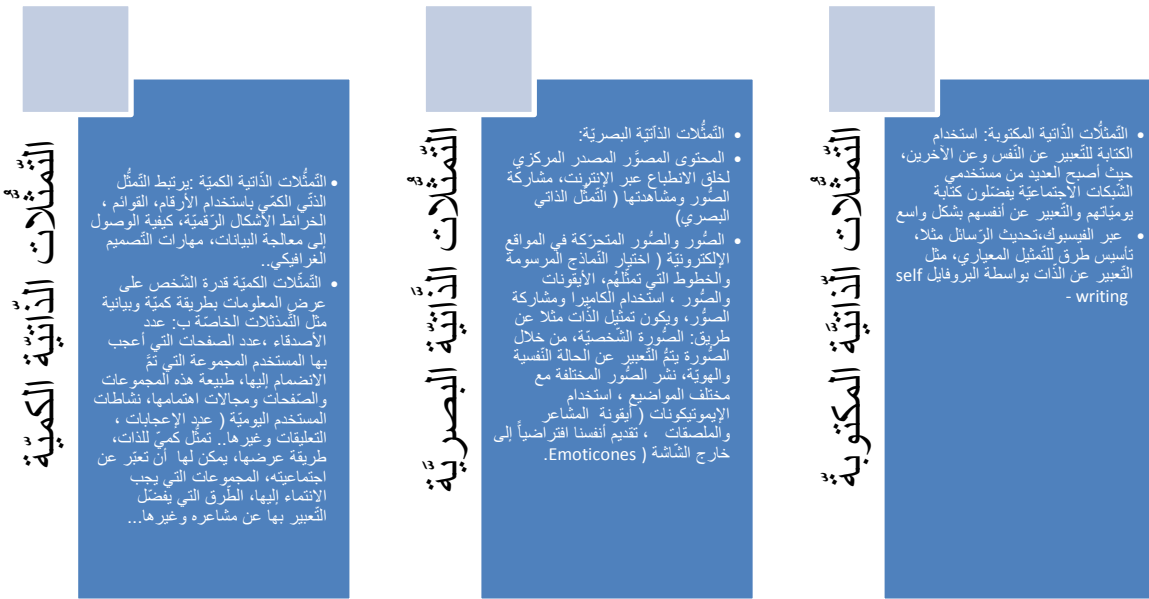 التّمثُّلات الذّاتيّة المكتوبة
• التّمثلُّات الذّاتية المكتوبة: استخدام
الكتابة للتّعبير عن النّفس وعن الآخرين،
حيث أصبح العديد من مستخدمي
الشّبكات الاجتماعيّة يفضّلون كتابة
يوميّاتهم والتّعبير عن أنفسهم بشكل واسع
• عبر الفيسبوك،تحديث الرّسائل مثلا،
تأسيس طرق للتّمثيل المعياري، مثل
التّعبير عن الذّات بواسطة البروفايل self
- writing
التّمثُّلات الذّاتيّة البصريّة
• التّمثُّلات الذّاتيّة البصريّة:
• المحتوى المصوَّر المصدر المركزي
لخلق الانطباع عبر الإنترنت، مشاركة
الصُّور ومشاهدتها ( التّمثُّل الذاتي
البصري)
• الصُّور والصُّور المتحرّكة في المواقع
الإلكترونيّة ( اختيار النّماذج المرسومة
والخطوط التي تمثّلهُم، الأيقونات
والصُّور ، استخدام الكاميرا ومشاركة
الصُّور، ويكون تمثيل الذّات مثلا عن
طريق: الصُّورة الشّخصيّة، من خلال
الصُّورة يتمُّ التّعبير عن الحالة النّفسية
والهويّة، نشر الصُّور المختلفة مع
مختلف المواضيع ، استخدام
الإيموتيكونات ( أيقونة المشاعر
والملصقات ، تقديم أنفسنا افتراضياً إلى
خارج الشّاشة ( Emoticones.
التّمثُّلات الذّاتيّة الكميّة
• التّمثُّلات الذّاتية الكميّة :يرتبط التّمثُّل
الذتّي الكمّي باستخدام الأرقام، القوائم ،
الخرائط الأشكال الرّقميّة، كيفية الوصول
إلى معالجة البيانات، مهارات التّصميم
الغرافيكي..
• التّمثّلات الكميّة قدرة الشّخص على
عرض المعلومات بطريقة كميّة وبيانية
مثل التّمذثلات الخاصّة ب: عدد
الأصدقاء ،عدد الصفحات التي أعجب
بها المستخدم المجموعة التي تمَّ
الانضمام إليها، طبيعة هذه المجموعات
والصّفحات ومجالات اهتمامها، نشاطات
المستخدم اليوميّة ( عدد الإعجابات ،
التعليقات وغيرها.. تمثُّل كميّ للذات،
طريقة عرضها، يمكن لها أن تعبّر عن
اجتماعيته، المجموعات التي يجب
الانتماء إليها، الطّرق التي يفضّل
التّعبير بها عن مشاعره وغيرها...